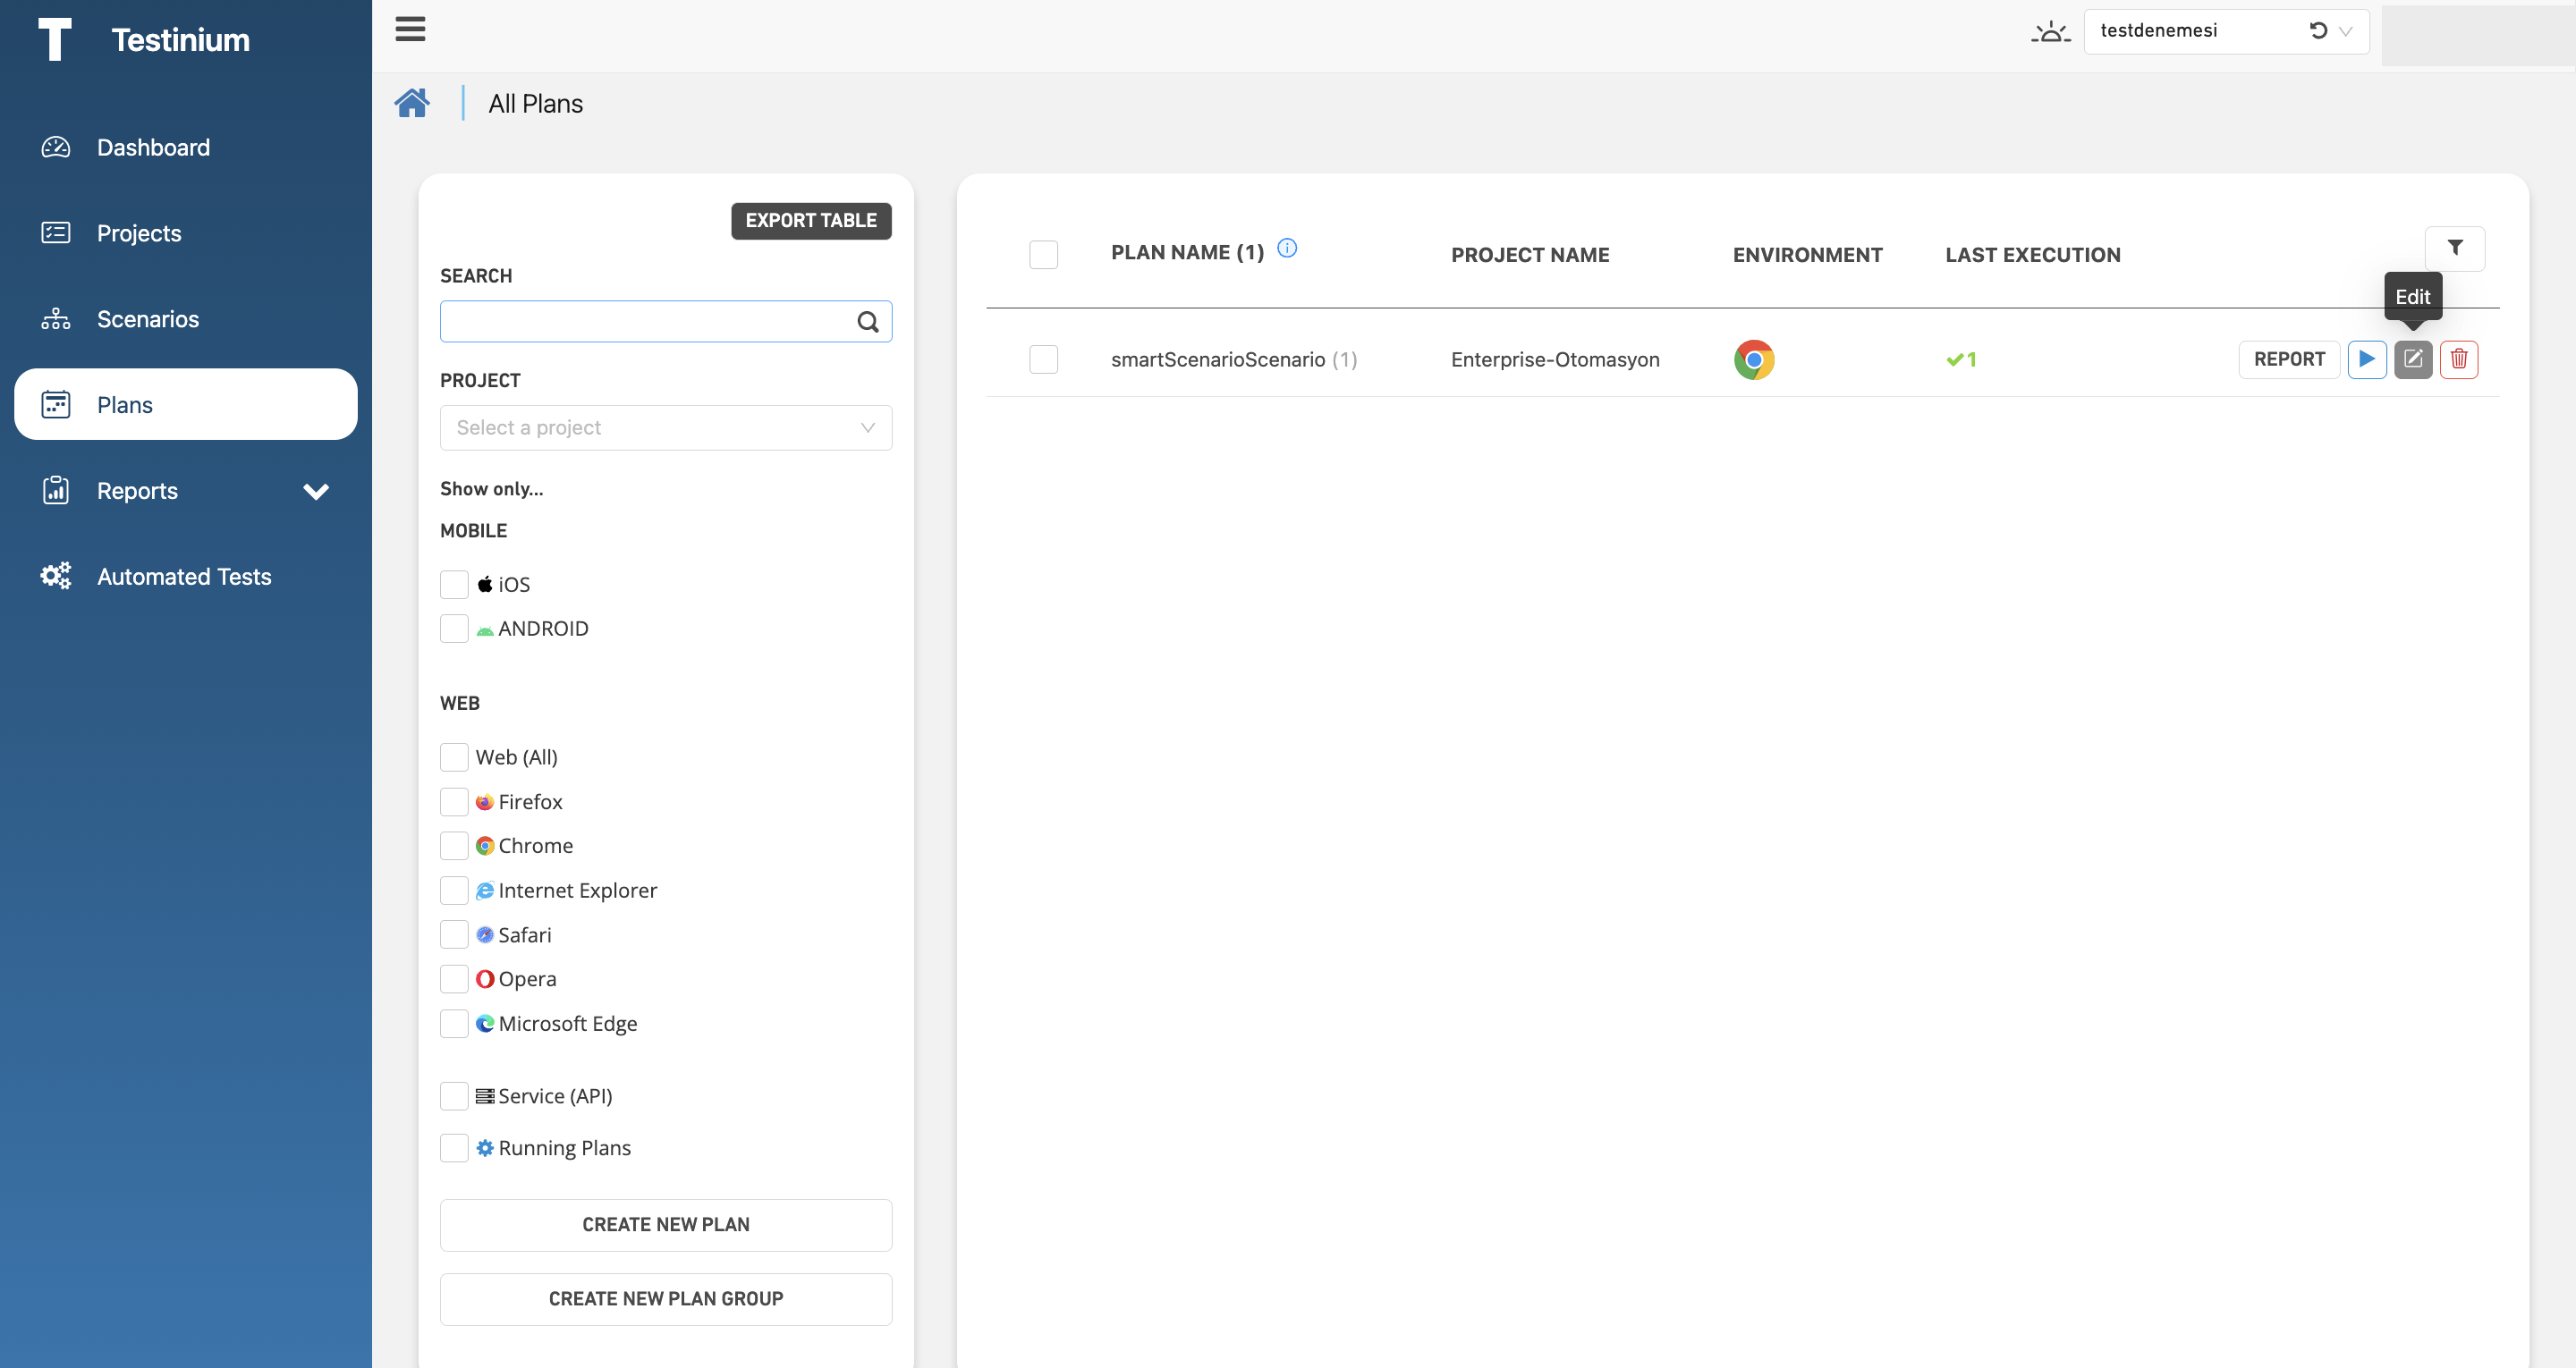 Testinium
testdenemesi
All Plans
Dashboard
Projects
Scenarios
Plans
Reports
Automated Tests
EXPORT TABLE
SEARCH
PROJECT
Select a project
Show only...
MOBILE
iOS
ANDROID
WEB
Web (All)
Firefox
Chrome
Internet Explorer
Safari
Opera
Microsoft Edge
Service (API)
Running Plans
CREATE NEW PLAN
CREATE NEW PLAN GROUP
PLAN NAME (1) PROJECT NAME ENVIRONMENT LAST EXECUTION
Edit
smartScenarioScenario (1) Enterprise-Otomasyon 1 REPORT